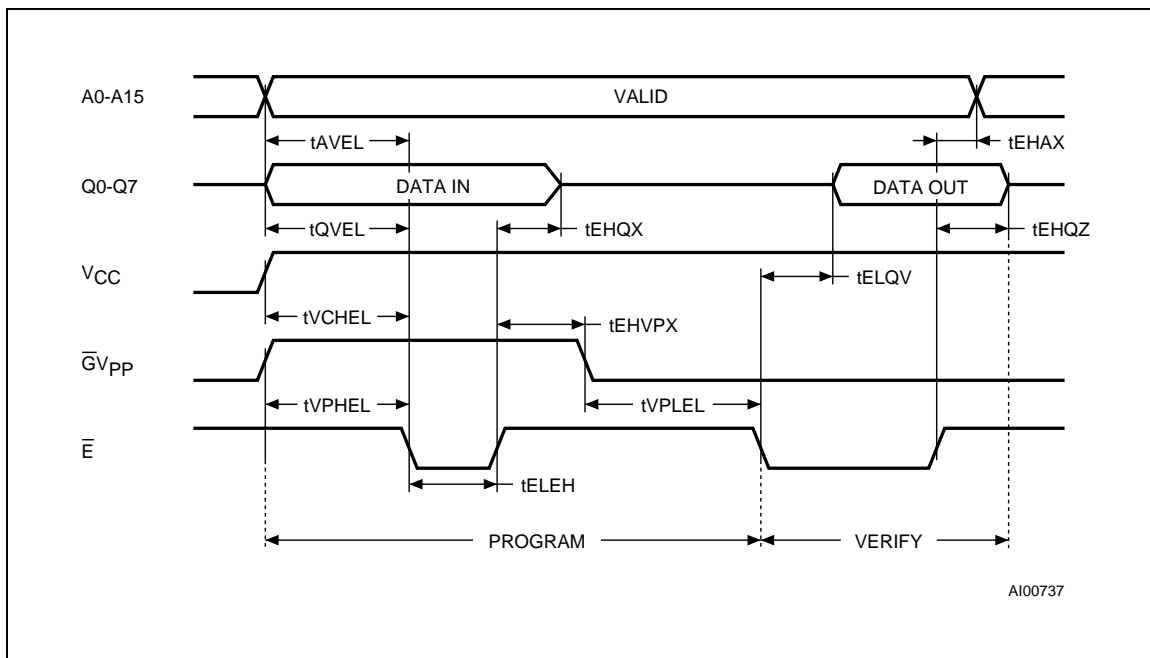 A0-A15
VALID
tAVEL
tEHAX
Q0-Q7
DATA IN
DATA OUT
tQVEL
tEHQX
tEHQZ
VCC
tELQV
tVCHEL
tEHVPX
G̅VPP
tVPHEL
tVPLEL
E̅
tELEH
PROGRAM
VERIFY
AI00737